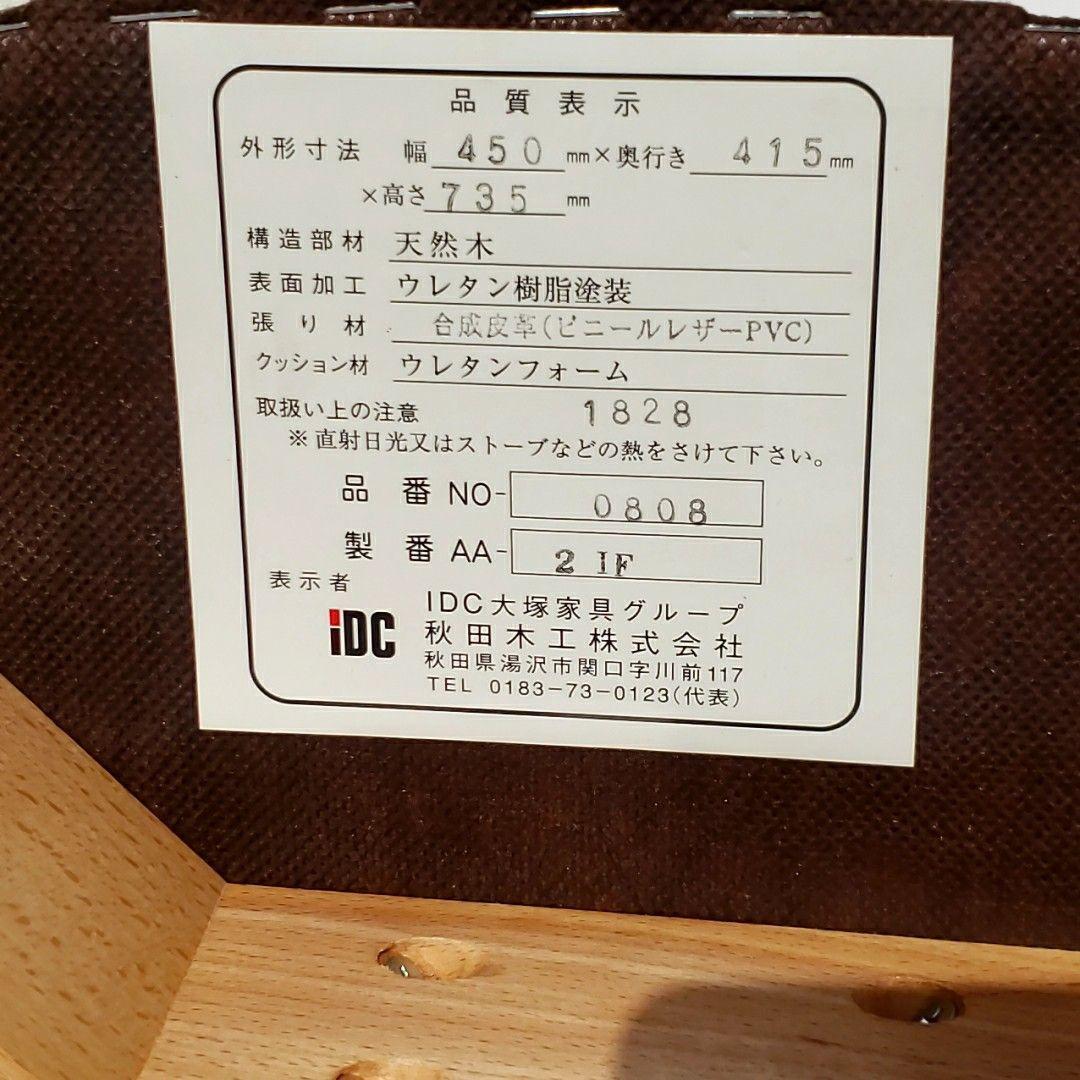 品質表示
外形寸法 幅 450 mm×奥行き 415mm
×高さ 735 mm
構造部材 天然木
表面加工 ウレタン樹脂塗装
張り材 合成皮革(ビニールレザーPVC)
クッション材 ウレタンフォーム
取扱い上の注意 1828
※直射日光又はストーブなどの熱をさけて下さい。
品番 NO- 0808
製番 AA- 21F
表示者
iDC
IDC大塚家具グループ
秋田木工株式会社
秋田県湯沢市関口字川前117
TEL 0183-73-0123(代表)